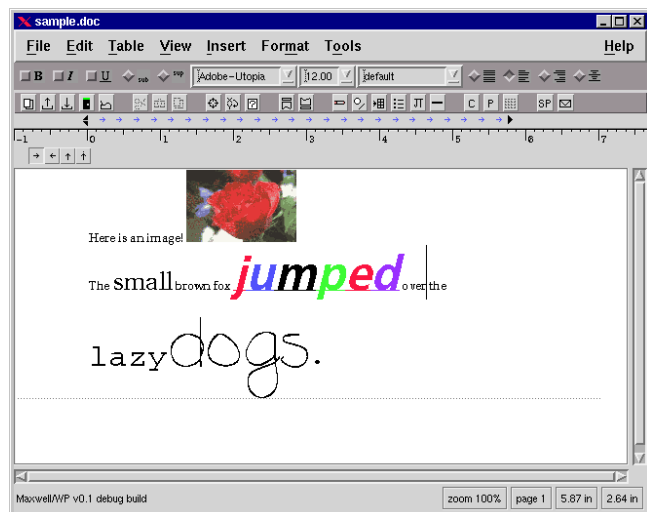 sample.doc
File Edit Table View Insert Format Tools Help
B I U sub sup Adobe-Utopia 12.00 default
C P SP
-1 0 1 2 3 4 5 6 7
Here is an image!
The small brown fox jumped over the
lazy dogs.
Maxwell/WP v0.1 debug build zoom 100% page 1 5.87 in 2.64 in